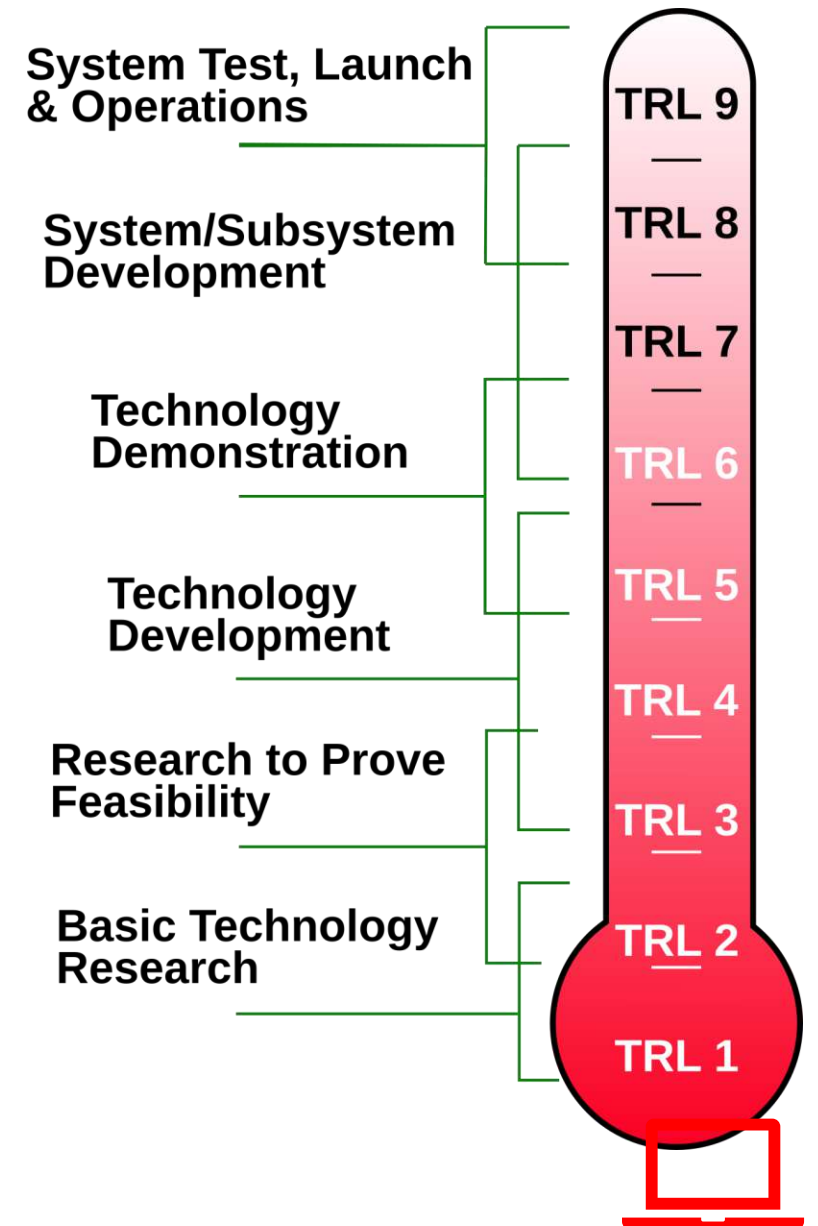 System Test, Launch
& Operations
System/Subsystem
Development
Technology
Demonstration
Technology
Development
Research to Prove
Feasibility
Basic Technology
Research
TRL 9
TRL 8
TRL 7
TRL 6
TRL 5
TRL 4
TRL 3
TRL 2
TRL 1